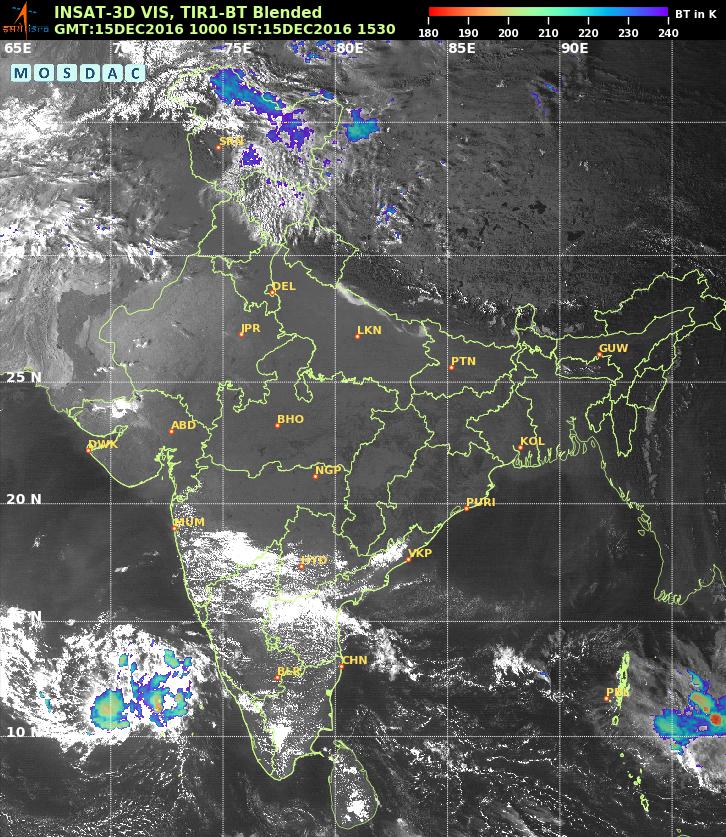 INSAT-3D VIS, TIR1-BT Blended
GMT:15DEC2016 1000 IST:15DEC2016 1530
BT in K
180 190 200 210 220 230 240
65E 70E 75E 80E 85E 90E
MOSDAC
SRN
DEL
JPR
LKN
GUW
PTN
25 N
BHO
ABD
DWK
KOL
NGP
20 N
PURI
MUM
VKP
HYD
N
CHN
BLR
PBL
10 N